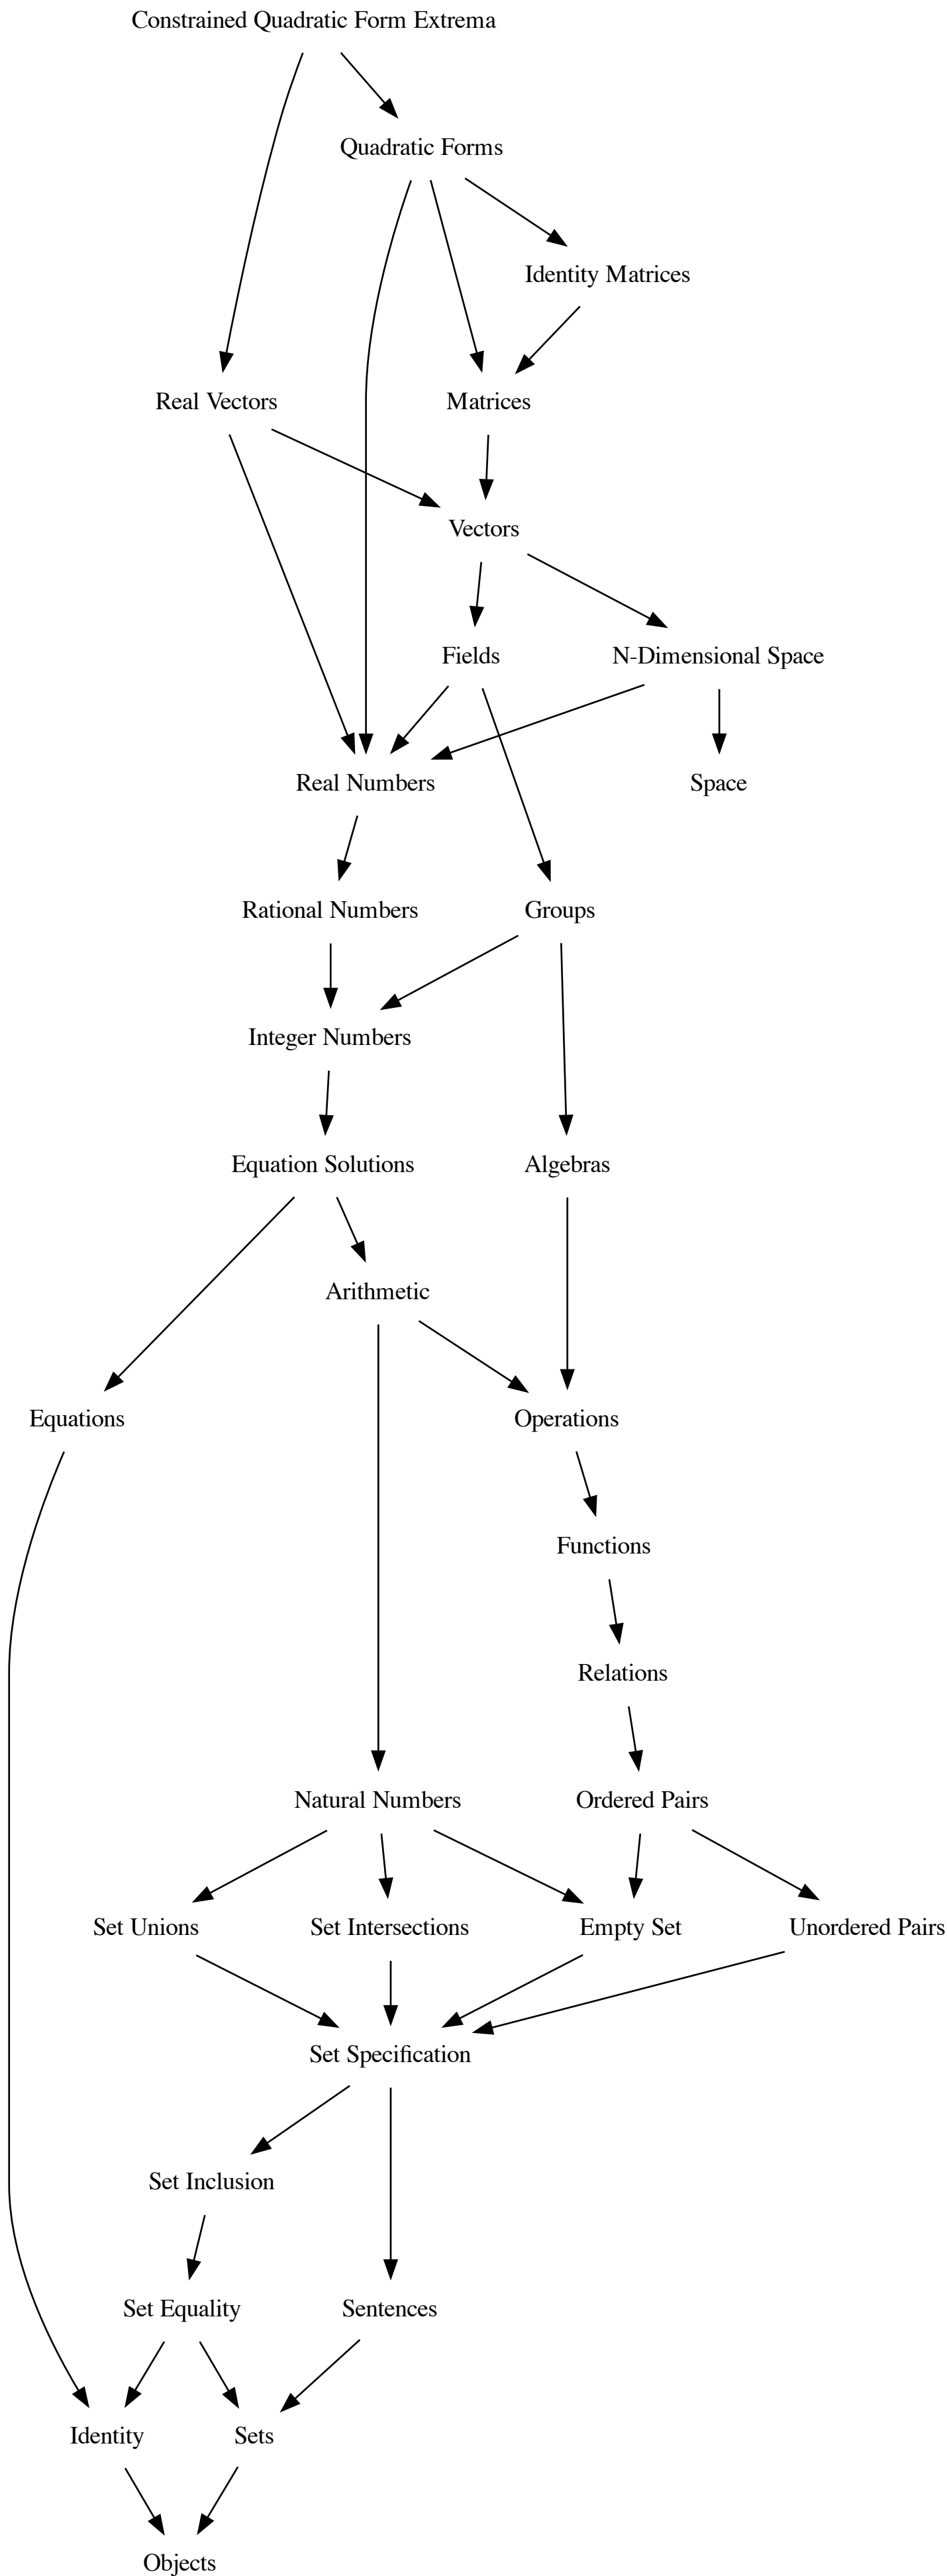 Constrained Quadratic Form Extrema
Quadratic Forms
Identity Matrices
Real Vectors
Matrices
Vectors
Fields
N-Dimensional Space
Real Numbers
Space
Rational Numbers
Groups
Integer Numbers
Equation Solutions
Algebras
Arithmetic
Equations
Operations
Functions
Relations
Natural Numbers
Ordered Pairs
Set Unions
Set Intersections
Empty Set
Unordered Pairs
Set Specification
Set Inclusion
Set Equality
Sentences
Identity
Sets
Objects